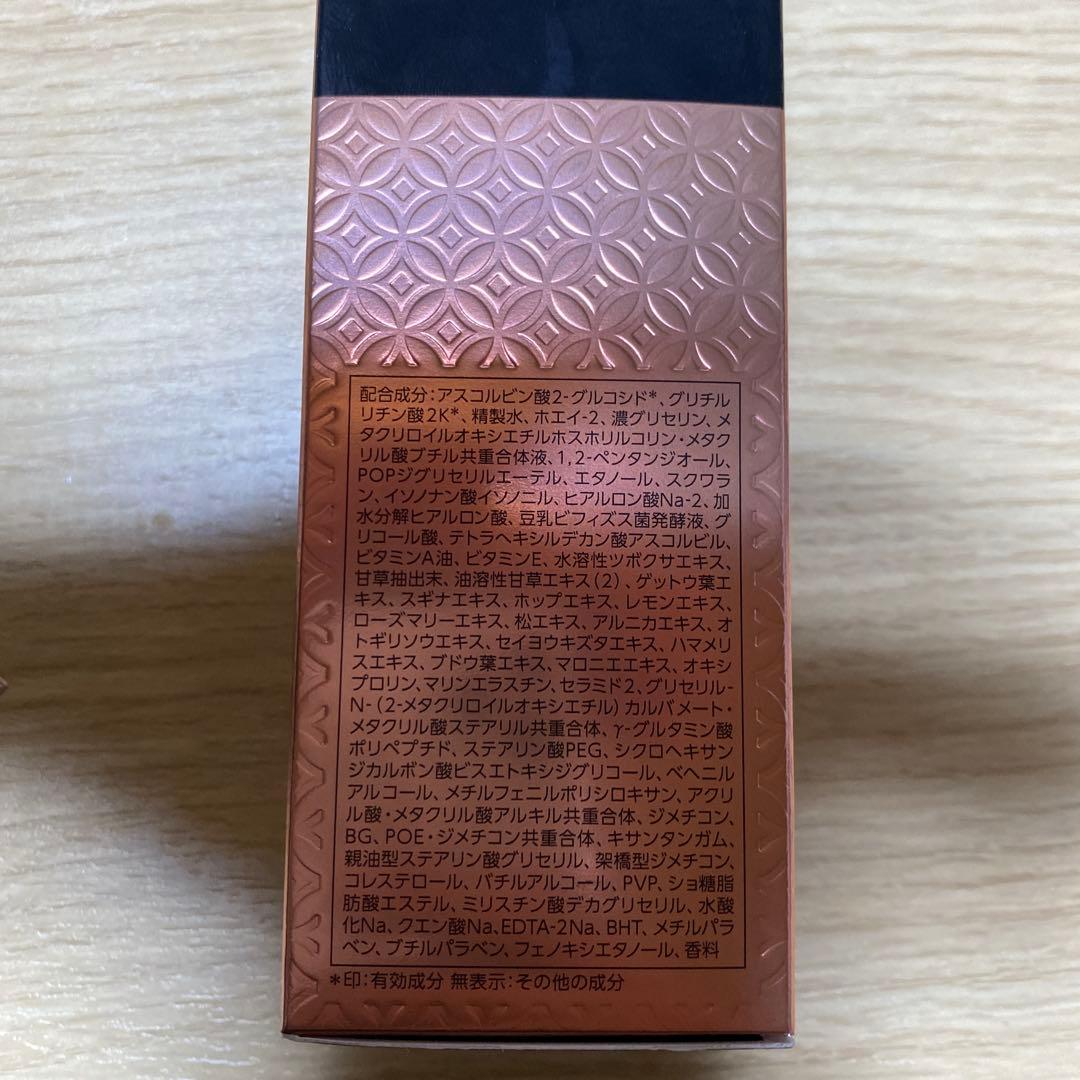 配合成分：アスコルビン酸2-グルコシド*、グリチル
リチン酸2K*、精製水、ホエイ-2、濃グリセリン、メ
タクリロイルオキシエチルホスホリルコリン・メタク
リル酸ブチル共重合体液、1,2-ペンタンジオール、
POPジグリセリルエーテル、エタノール、スクワラ
ン、イソノナン酸イソノニル、ヒアルロン酸Na-2、加
水分解ヒアルロン酸、豆乳ビフィズス菌発酵液、グ
リコール酸、テトラヘキシルデカン酸アスコルビル、
ビタミンA油、ビタミンE、水溶性ツボクサエキス、
甘草抽出末、油溶性甘草エキス(2)、ゲットウ葉エ
キス、スギナエキス、ホップエキス、レモンエキス、
ローズマリーエキス、松エキス、アルニカエキス、オ
トギリソウエキス、セイヨウキズタエキス、ハマメリ
スエキス、ブドウ葉エキス、マロニエエキス、オキシ
プロリン、マリンエラスチン、セラミド2、グリセリル-
N-(2-メタクリロイルオキシエチル)カルバメート・
メタクリル酸ステアリル共重合体、γ-グルタミン酸
ポリペプチド、ステアリン酸PEG、シクロヘキサン
ジカルボン酸ビスエトキシジグリコール、ベヘニル
アルコール、メチルフェニルポリシロキサン、アクリ
ル酸・メタクリル酸アルキル共重合体、ジメチコン、
BG、POE・ジメチコン共重合体、キサンタンガム、
親油型ステアリン酸グリセリル、架橋型ジメチコン、
コレステロール、バチルアルコール、PVP、ショ糖脂
肪酸エステル、ミリスチン酸デカグリセリル、水酸
化Na、クエン酸Na、EDTA-2Na、BHT、メチルパラ
ベン、ブチルパラベン、フェノキシエタノール、香料
*印：有効成分 無表示：その他の成分